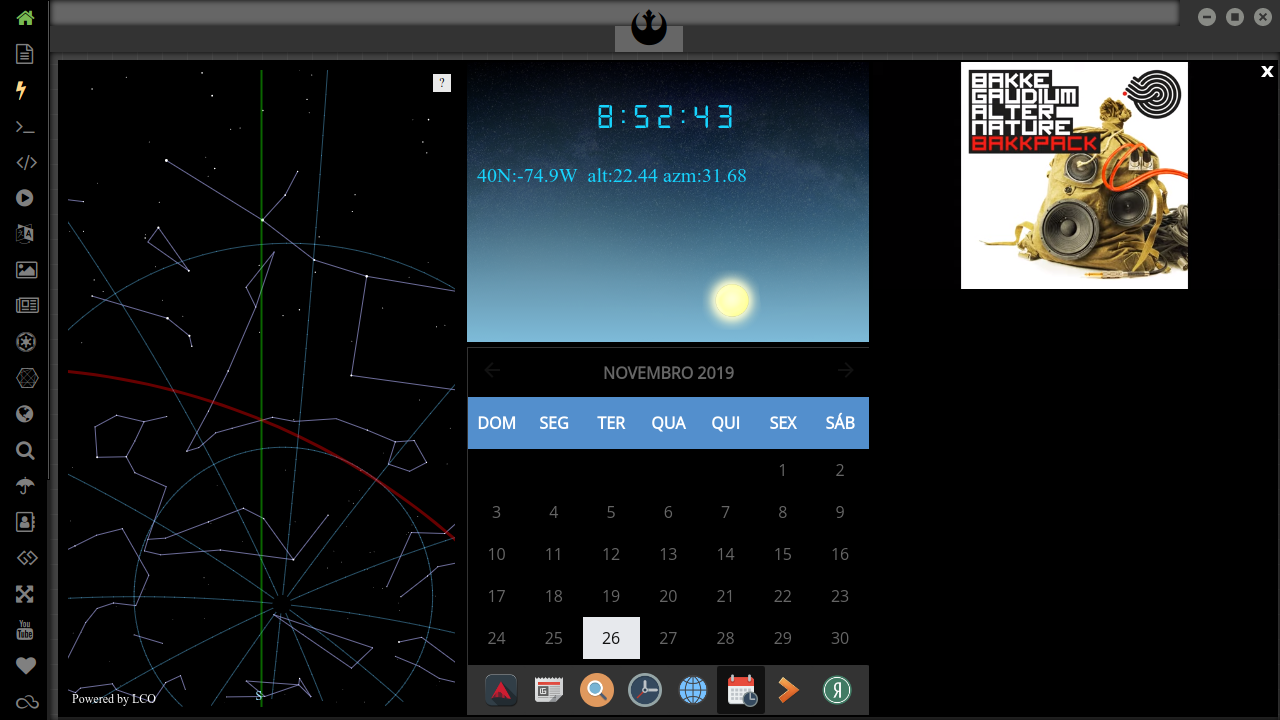 ?
Powered by LCO
S
8:52:43
40N:-74.9W alt:22.44 azm:31.68
NOVEMBRO 2019
DOM SEG TER QUA QUI SEX SÁB
1 2
3 4 5 6 7 8 9
10 11 12 13 14 15 16
17 18 19 20 21 22 23
24 25 26 27 28 29 30
BAKKE
GAUDIUM
ALTER
NATURE
BAKKPACK
x
You
Tube
Я